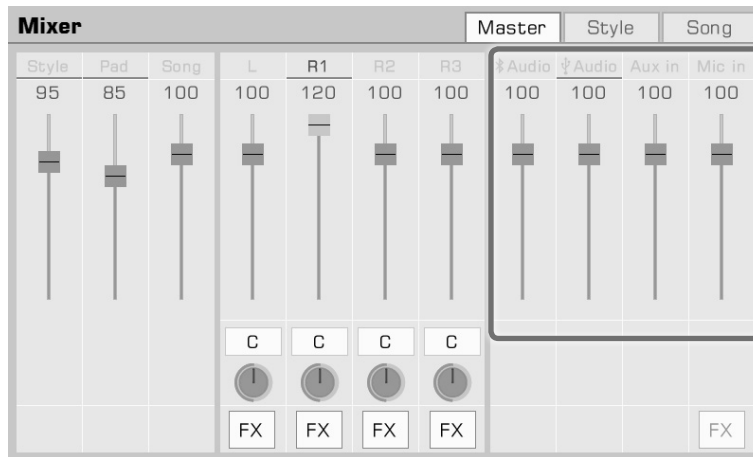 Mixer Master Style Song
Style Pad Song L R1 R2 R3 Audio Audio Aux in Mic in
95 85 100 100 120 100 100 100 100 100 100
C C C C
FX FX FX FX FX